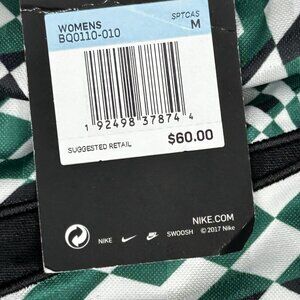 WOMENS SPTCAS
BQ0110-010 M
1 92498 37874 4
SUGGESTED RETAIL $60.00
NIKE.COM
NIKE SWOOSH © 2017 Nike